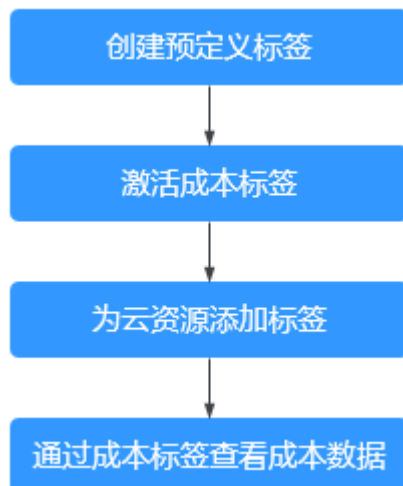 创建预定义标签
激活成本标签
为云资源添加标签
通过成本标签查看成本数据